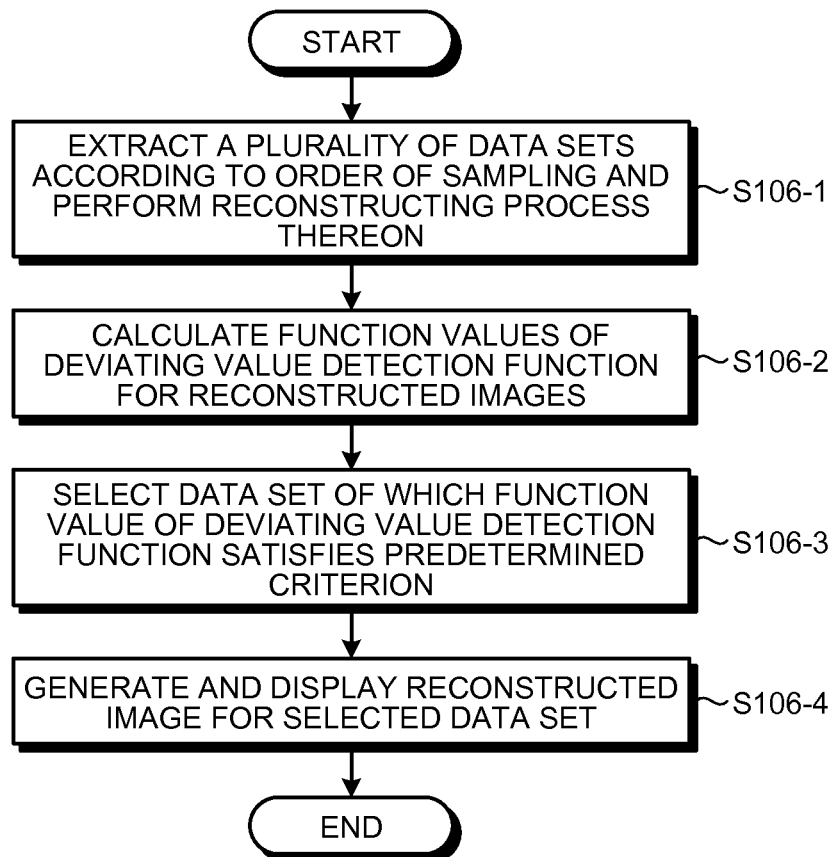 START
EXTRACT A PLURALITY OF DATA SETS
ACCORDING TO ORDER OF SAMPLING AND
PERFORM RECONSTRUCTING PROCESS
THEREON
S106-1
CALCULATE FUNCTION VALUES OF
DEVIATING VALUE DETECTION FUNCTION
FOR RECONSTRUCTED IMAGES
S106-2
SELECT DATA SET OF WHICH FUNCTION
VALUE OF DEVIATING VALUE DETECTION
FUNCTION SATISFIES PREDETERMINED
CRITERION
S106-3
GENERATE AND DISPLAY RECONSTRUCTED
IMAGE FOR SELECTED DATA SET
S106-4
END